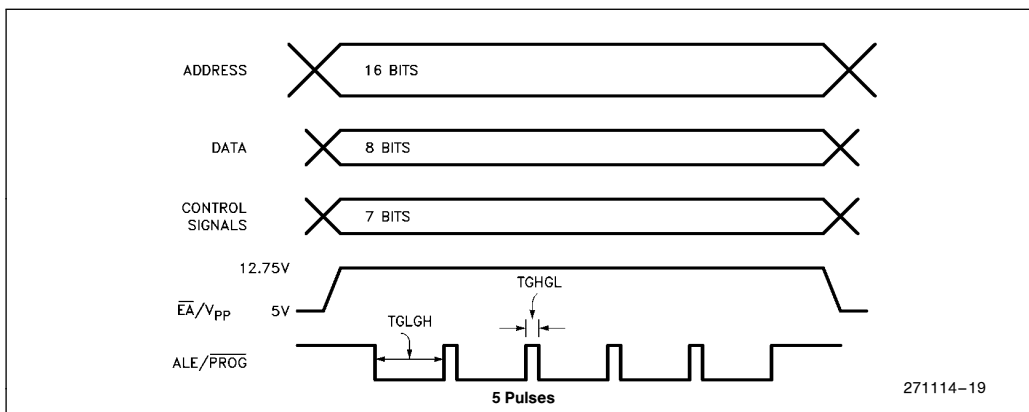 ADDRESS
16 BITS
DATA
8 BITS
CONTROL
SIGNALS
7 BITS
12.75V
EA/VPP
5V
TGHGL
TGLGH
ALE/PROG
5 Pulses
271114-19